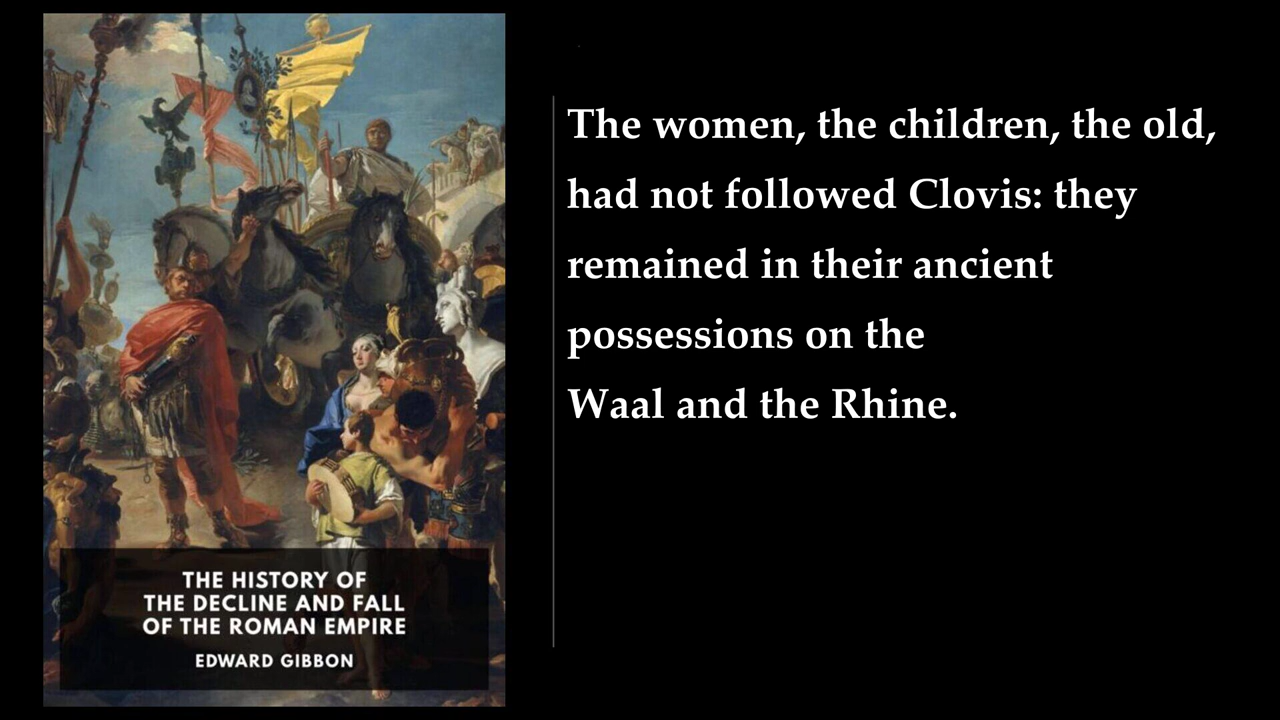 THE HISTORY OF
THE DECLINE AND FALL
OF THE ROMAN EMPIRE
EDWARD GIBBON
The women, the children, the old,
had not followed Clovis: they
remained in their ancient
possessions on the
Waal and the Rhine.